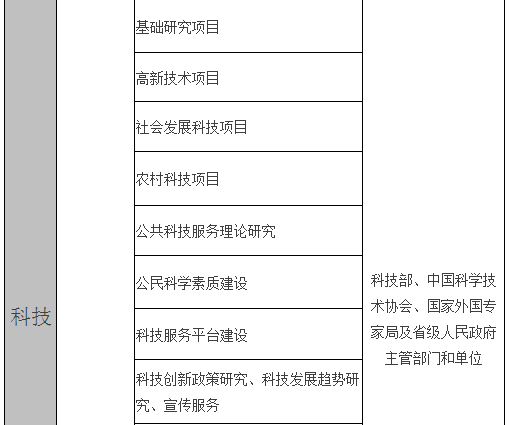 基础研究项目
高新技术项目
社会发展科技项目
农村科技项目
公共科技服务理论研究
公民科学素质建设
科技服务平台建设
科技创新政策研究、科技发展趋势研
究、宣传服务
科技
科技部、中国科学技
术协会、国家外国专
家局及省级人民政府
主管部门和单位